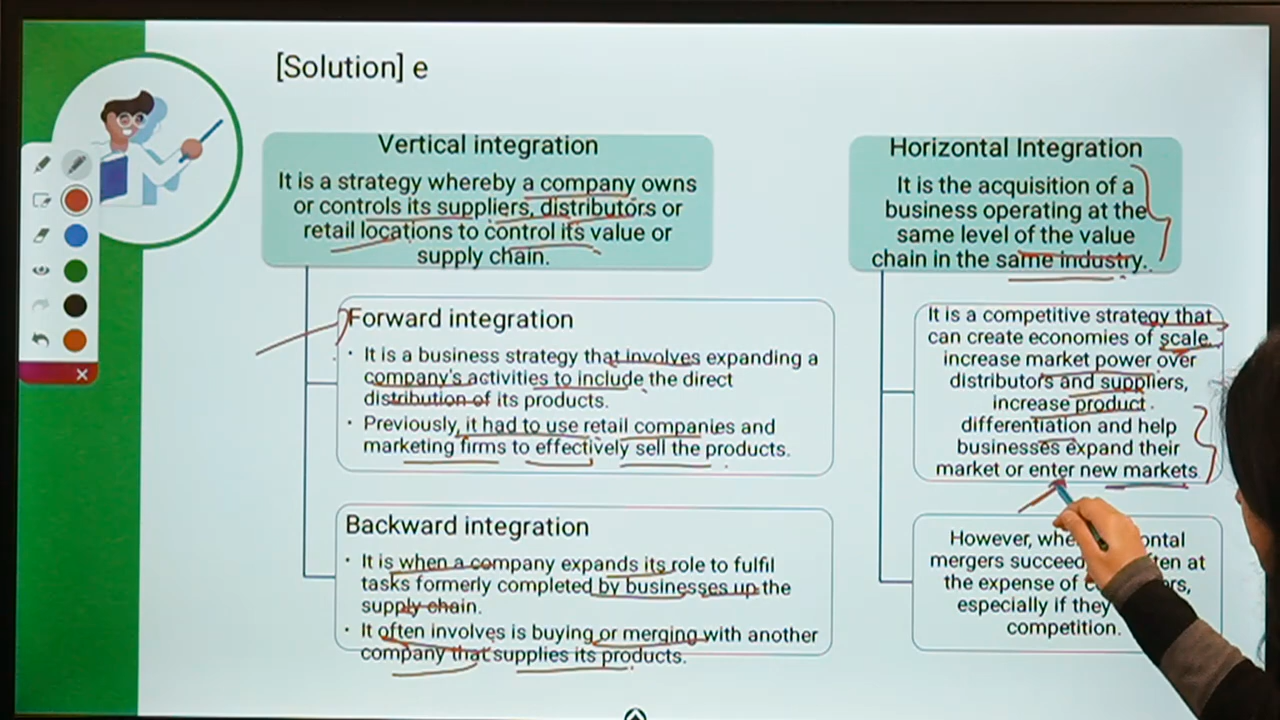 [Solution] e
Vertical integration
It is a strategy whereby a company owns
or controls its suppliers, distributors or
retail locations to control its value or
supply chain.
Forward integration
· It is a business strategy that involves expanding a
company's activities to include the direct
distribution of its products.
· Previously, it had to use retail companies and
marketing firms to effectively sell the products.
Backward integration
· It is when a company expands its role to fulfil
tasks formerly completed by businesses up the
supply chain.
· It often involves is buying or merging with another
company that supplies its products.
Horizontal Integration
It is the acquisition of a
business operating at the
same level of the value
chain in the same industry.
It is a competitive strategy that
can create economies of scale,
increase market power over
distributors and suppliers,
increase product
differentiation and help
businesses expand their
market or enter new markets
However,
mergers succeed at
the expense of
especially if they
competition.